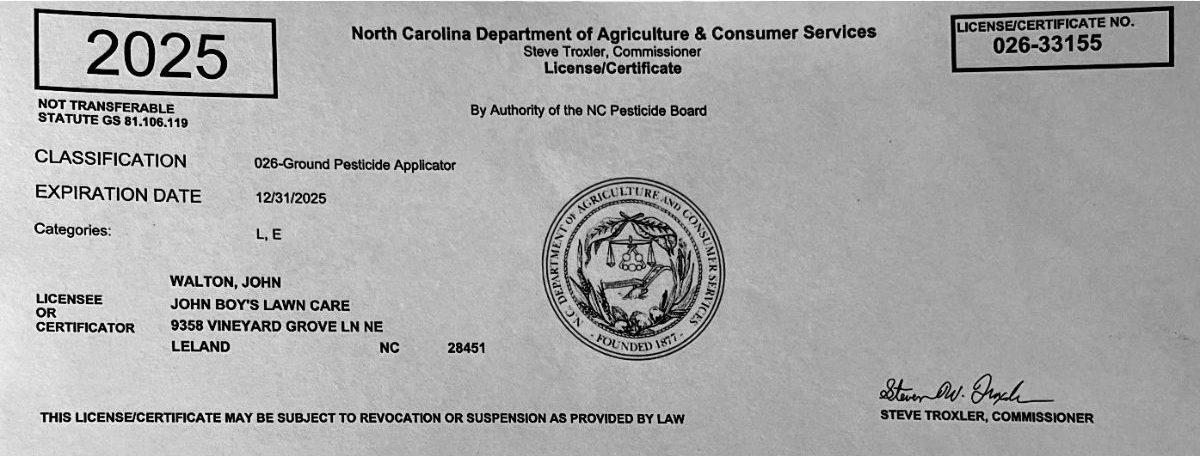 2025
North Carolina Department of Agriculture & Consumer Services
Steve Troxler, Commissioner
License/Certificate
LICENSE/CERTIFICATE NO.
026-33155
NOT TRANSFERABLE
STATUTE GS 81.106.119
By Authority of the NC Pesticide Board
CLASSIFICATION 026-Ground Pesticide Applicator
EXPIRATION DATE 12/31/2025
Categories: L, E
N.C. DEPARTMENT OF AGRICULTURE AND CONSUMER SERVICES
- FOUNDED 1877 -
LICENSEE
OR
CERTIFICATOR
WALTON, JOHN
JOHN BOY'S LAWN CARE
9358 VINEYARD GROVE LN NE
LELAND NC 28451
Steven W. Troxler
STEVE TROXLER, COMMISSIONER
THIS LICENSE/CERTIFICATE MAY BE SUBJECT TO REVOCATION OR SUSPENSION AS PROVIDED BY LAW